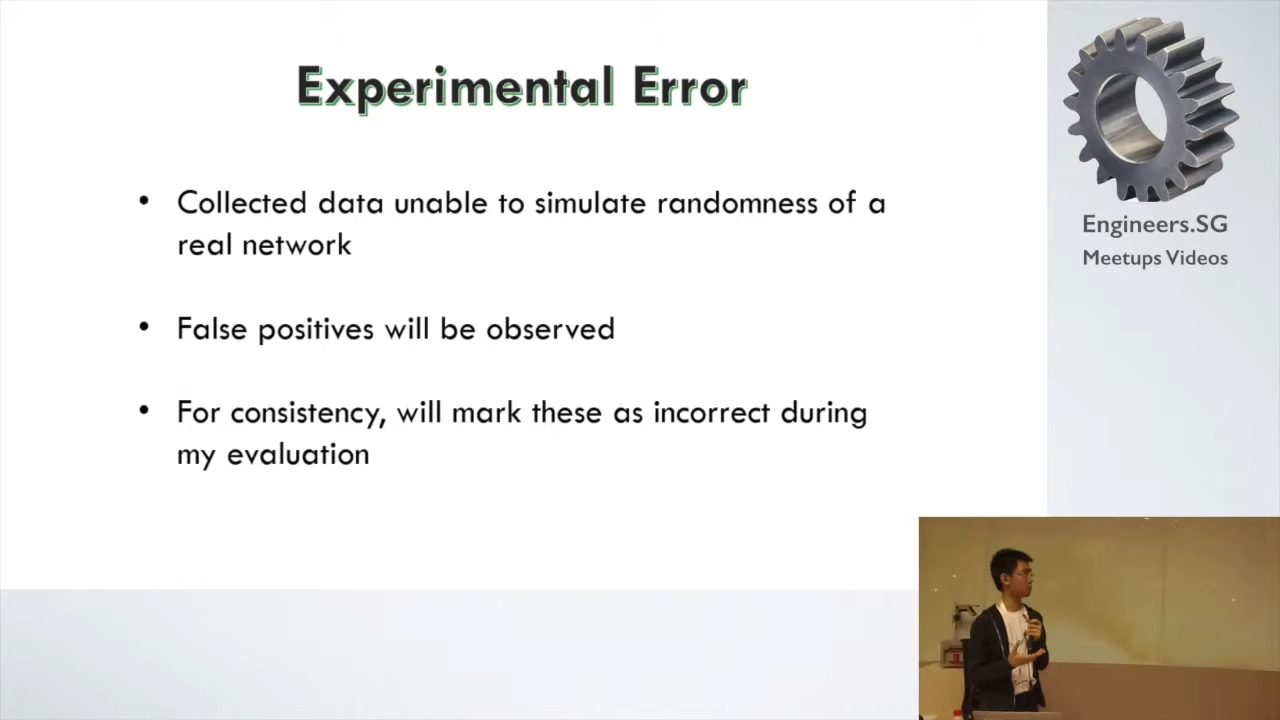 Experimental Error
• Collected data unable to simulate randomness of a
real network
• False positives will be observed
• For consistency, will mark these as incorrect during
my evaluation
Engineers.SG
Meetups Videos